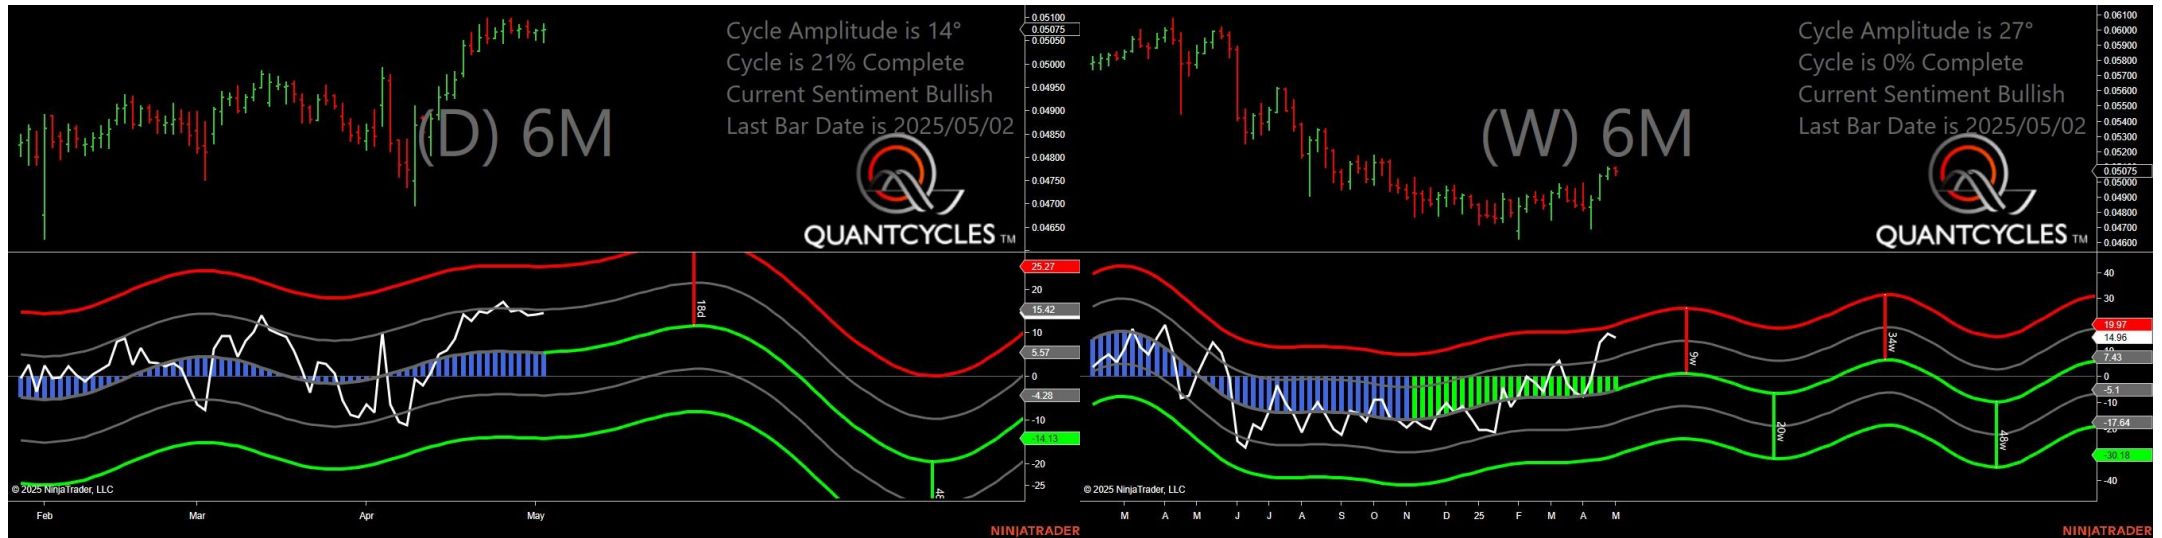 Cycle Amplitude is 14°
Cycle is 21% Complete
Current Sentiment Bullish
Last Bar Date is 2025/05/02
(D) 6M
QUANTCYCLES TM
0.05100
0.05075
0.05050
0.05000
0.04950
0.04900
0.04850
0.04800
0.04750
0.04700
0.04650
25.27
20
15.42
10
5.57
0
-4.28
-10
-14.13
-20
-25
18d
© 2025 NinjaTrader, LLC
Feb Mar Apr May
NINJATRADER
Cycle Amplitude is 27°
Cycle is 0% Complete
Current Sentiment Bullish
Last Bar Date is 2025/05/02
(W) 6M
QUANTCYCLES TM
0.06100
0.06000
0.05900
0.05800
0.05700
0.05600
0.05500
0.05400
0.05300
0.05200
0.05075
0.05000
0.04900
0.04800
0.04700
0.04600
40
30
19.97
14.96
7.43
0
-5.1
-10
-17.64
-30.18
-40
9w
20w
34w
48w
© 2025 NinjaTrader, LLC
M A M J J A S O N D 25 F M A M
NINJATRADER